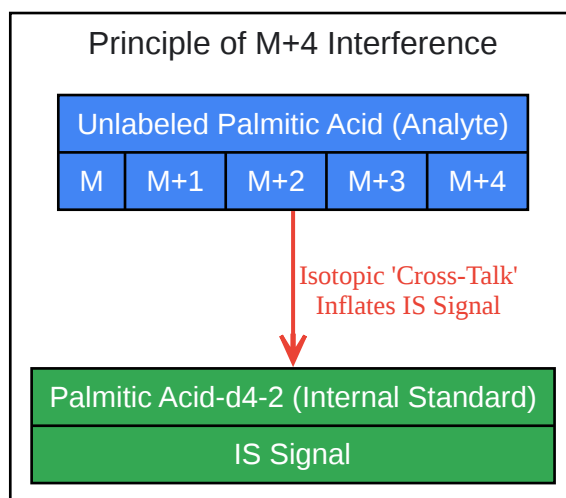 Principle of M+4 Interference
Unlabeled Palmitic Acid (Analyte)
M M+1 M+2 M+3 M+4
Isotopic 'Cross-Talk'
Inflates IS Signal
Palmitic Acid-d4-2 (Internal Standard)
IS Signal